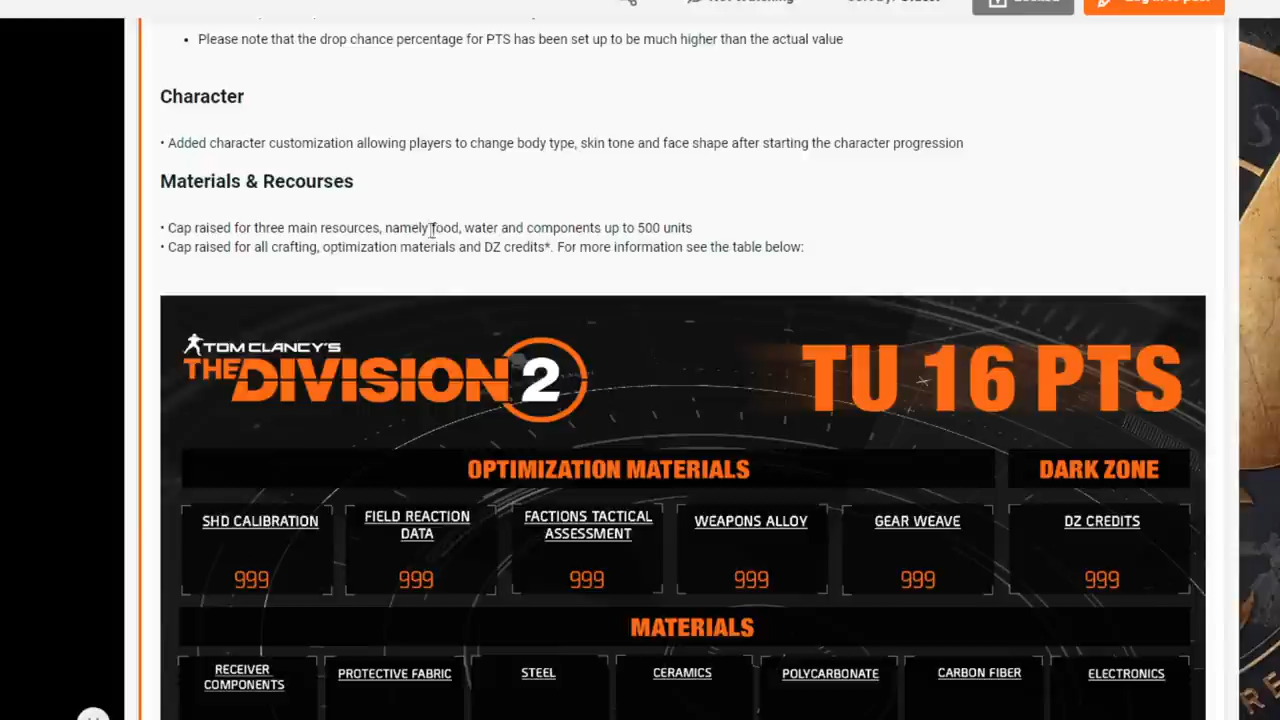 • Please note that the drop chance percentage for PTS has been set up to be much higher than the actual value
Character
• Added character customization allowing players to change body type, skin tone and face shape after starting the character progression
Materials & Recourses
• Cap raised for three main resources, namely food, water and components up to 500 units
• Cap raised for all crafting, optimization materials and DZ credits*. For more information see the table below:
TOM CLANCY'S
THE DIVISION 2
TU 16 PTS
OPTIMIZATION MATERIALS
DARK ZONE
SHD CALIBRATION
FIELD REACTION
DATA
FACTIONS TACTICAL
ASSESSMENT
WEAPONS ALLOY
GEAR WEAVE
DZ CREDITS
999
999
999
999
999
999
MATERIALS
RECEIVER
COMPONENTS
PROTECTIVE FABRIC
STEEL
CERAMICS
POLYCARBONATE
CARBON FIBER
ELECTRONICS